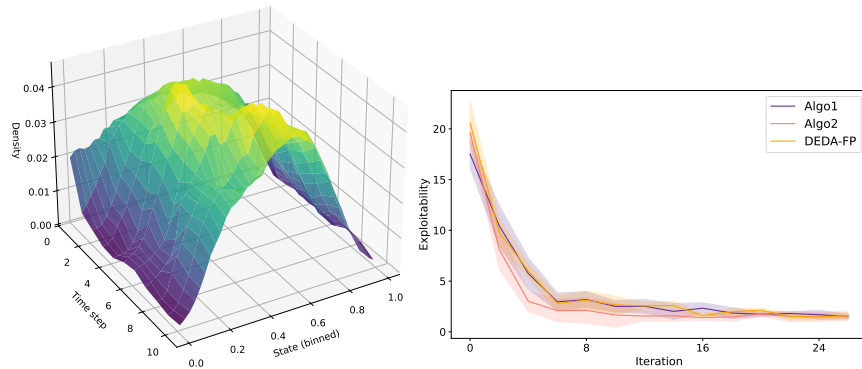 0.04
0.03
0.02
0.01
0.00
Density
0
2
4
6
8
10
Time step
0.0
0.2
0.4
0.6
0.8
1.0
State (binned)
20
15
10
5
0
Exploitability
Algo1
Algo2
DEDA-FP
0 8 16 24
Iteration